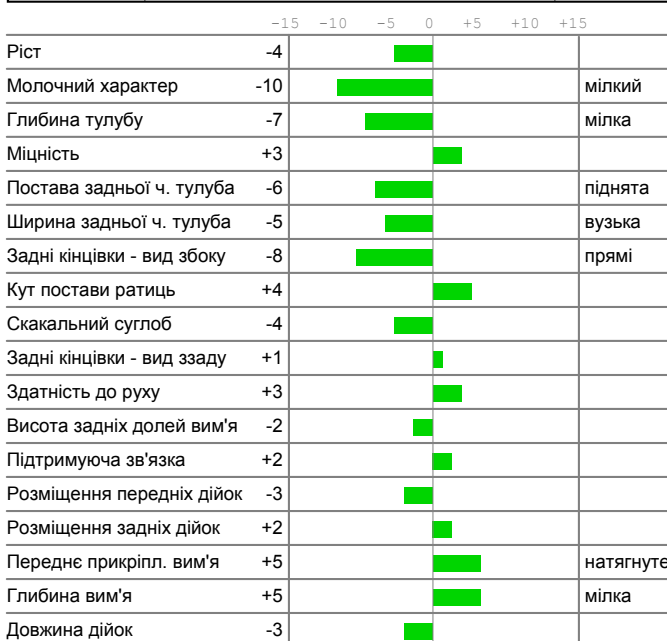 -15 -10 -5 0 +5 +10 +15
Ріст -4
Молочний характер -10 мілкий
Глибина тулубу -7 мілка
Міцність +3
Постава задньої ч. тулуба -6 піднята
Ширина задньої ч. тулуба -5 вузька
Задні кінцівки - вид збоку -8 прямі
Кут постави ратиць +4
Скакальний суглоб -4
Задні кінцівки - вид ззаду +1
Здатність до руху +3
Висота задніх долей вим'я -2
Підтримуюча зв'язка +2
Розміщення передніх дійок -3
Розміщення задніх дійок +2
Переднє прикріпл. вим'я +5 натягнуте
Глибина вим'я +5 мілка
Довжина дійок -3